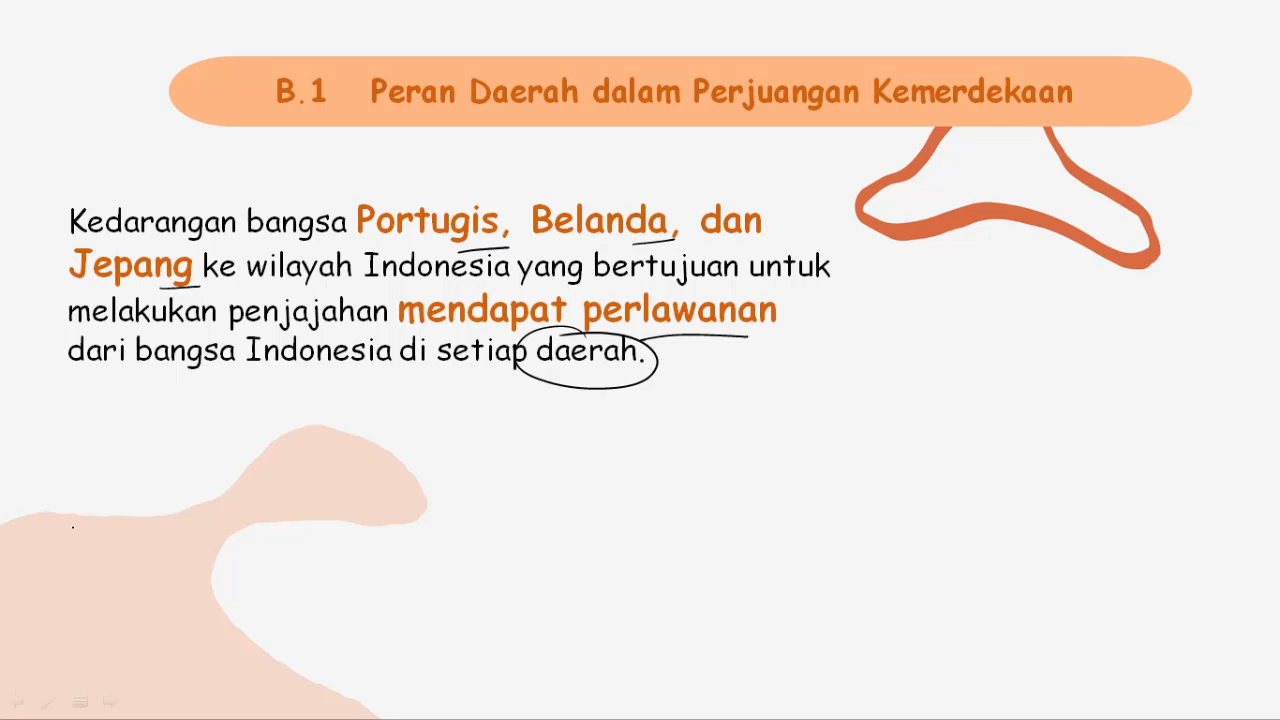 B.1 Peran Daerah dalam Perjuangan Kemerdekaan
Kedarangan bangsa Portugis, Belanda, dan
Jepang ke wilayah Indonesia yang bertujuan untuk
melakukan penjajahan mendapat perlawanan
dari bangsa Indonesia di setiap daerah.